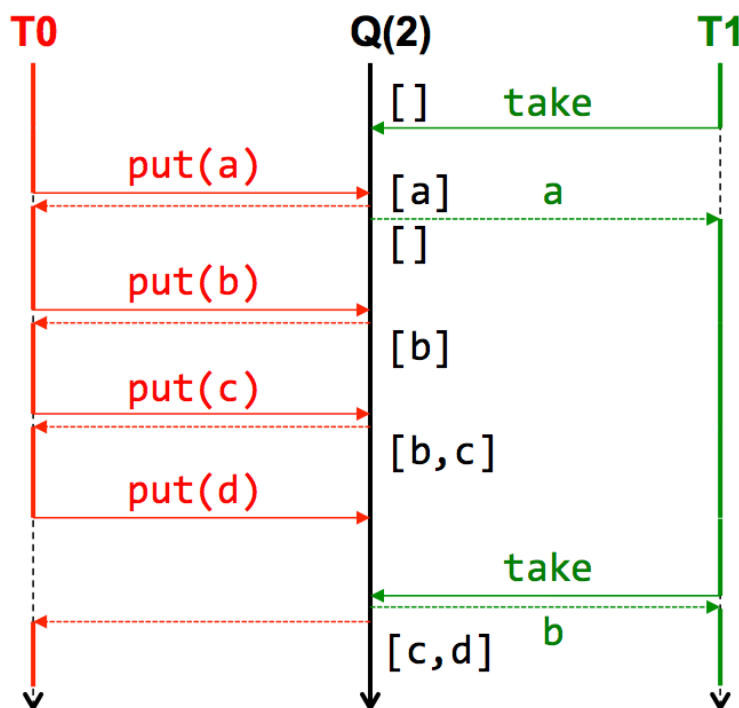 T0 Q(2) T1
[] take
put(a)
[a] a
[]
put(b)
[b]
put(c)
[b,c]
put(d)
take
b
[c,d]